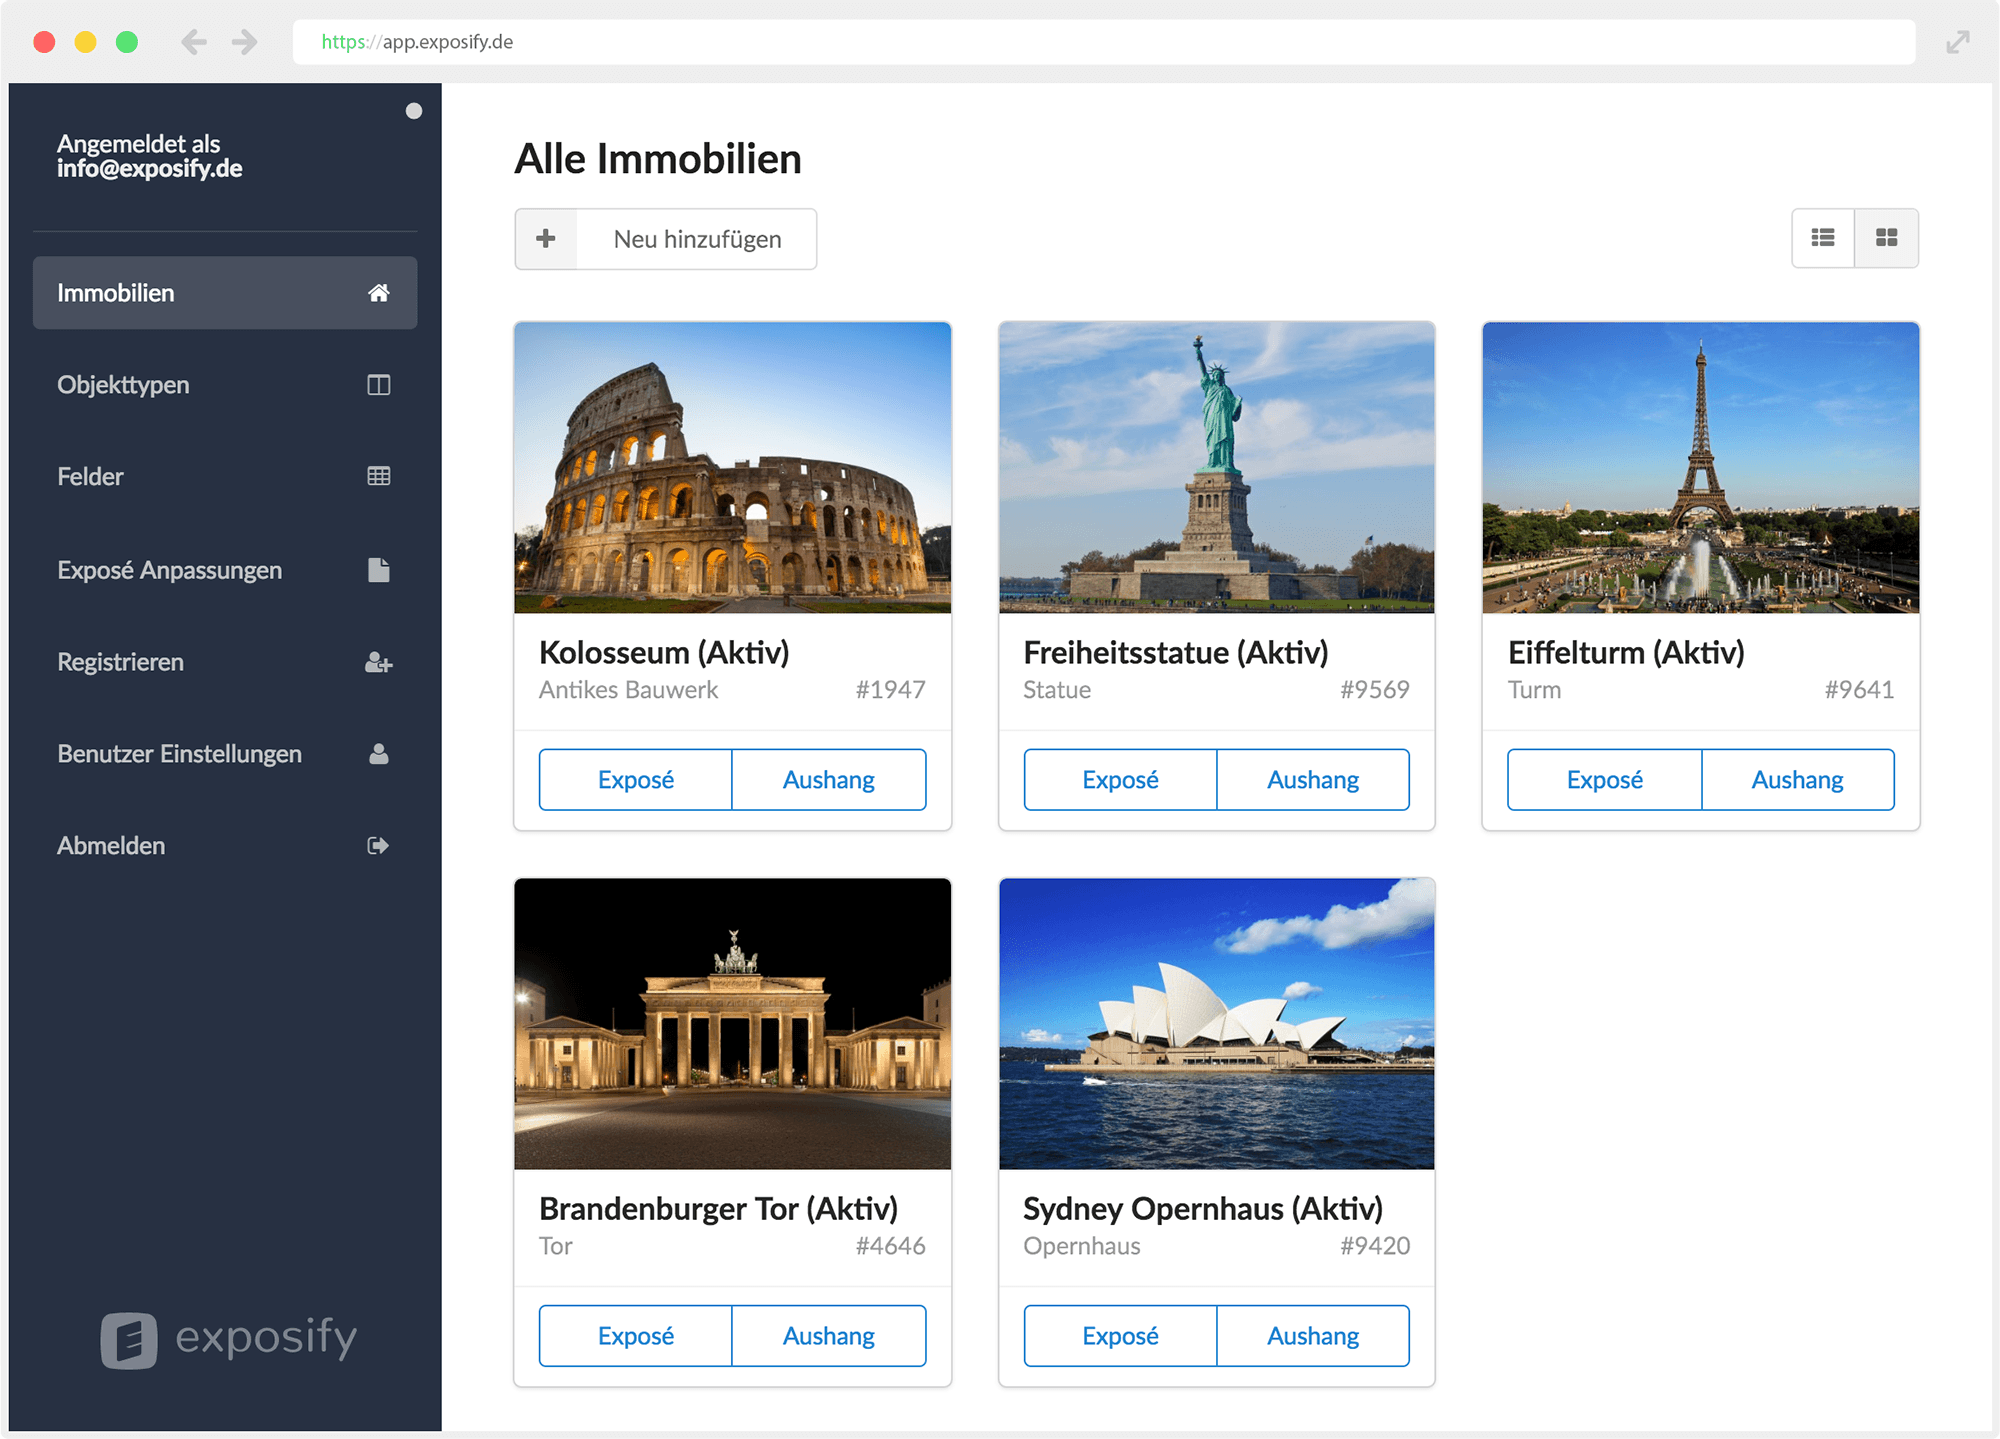 https://app.exposify.de
Angemeldet als
info@exposify.de
Immobilien
Objekttypen
Felder
Exposé Anpassungen
Registrieren
Benutzer Einstellungen
Abmelden
exposify
Alle Immobilien
Neu hinzufügen
Kolosseum (Aktiv)
Antikes Bauwerk #1947
Exposé Aushang
Freiheitsstatue (Aktiv)
Statue #9569
Exposé Aushang
Eiffelturm (Aktiv)
Turm #9641
Exposé Aushang
Brandenburger Tor (Aktiv)
Tor #4646
Exposé Aushang
Sydney Opernhaus (Aktiv)
Opernhaus #9420
Exposé Aushang